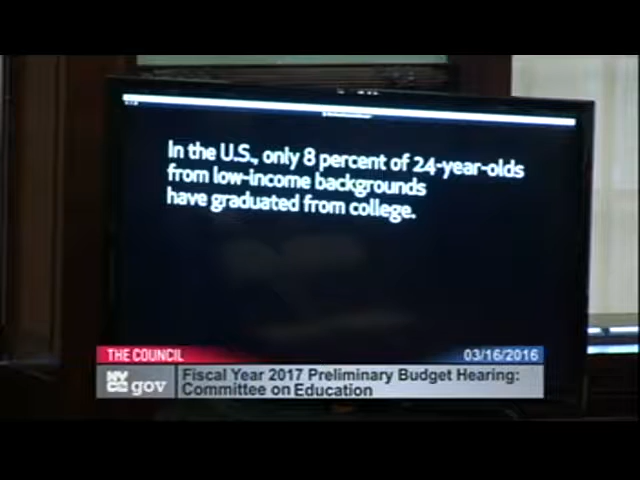 In the U.S., only 8 percent of 24-year-olds
from low-income backgrounds
have graduated from college.
THE COUNCIL
03/16/2016
NYC gov
Fiscal Year 2017 Preliminary Budget Hearing:
Committee on Education